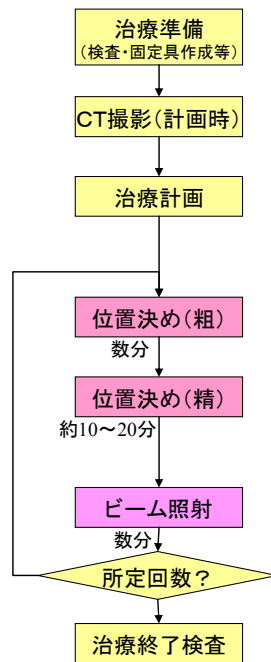 治療準備
(検査・固定具作成等)
CT撮影(計画時)
治療計画
位置決め(粗)
数分
位置決め(精)
約10～20分
ビーム照射
数分
所定回数？
治療終了検査